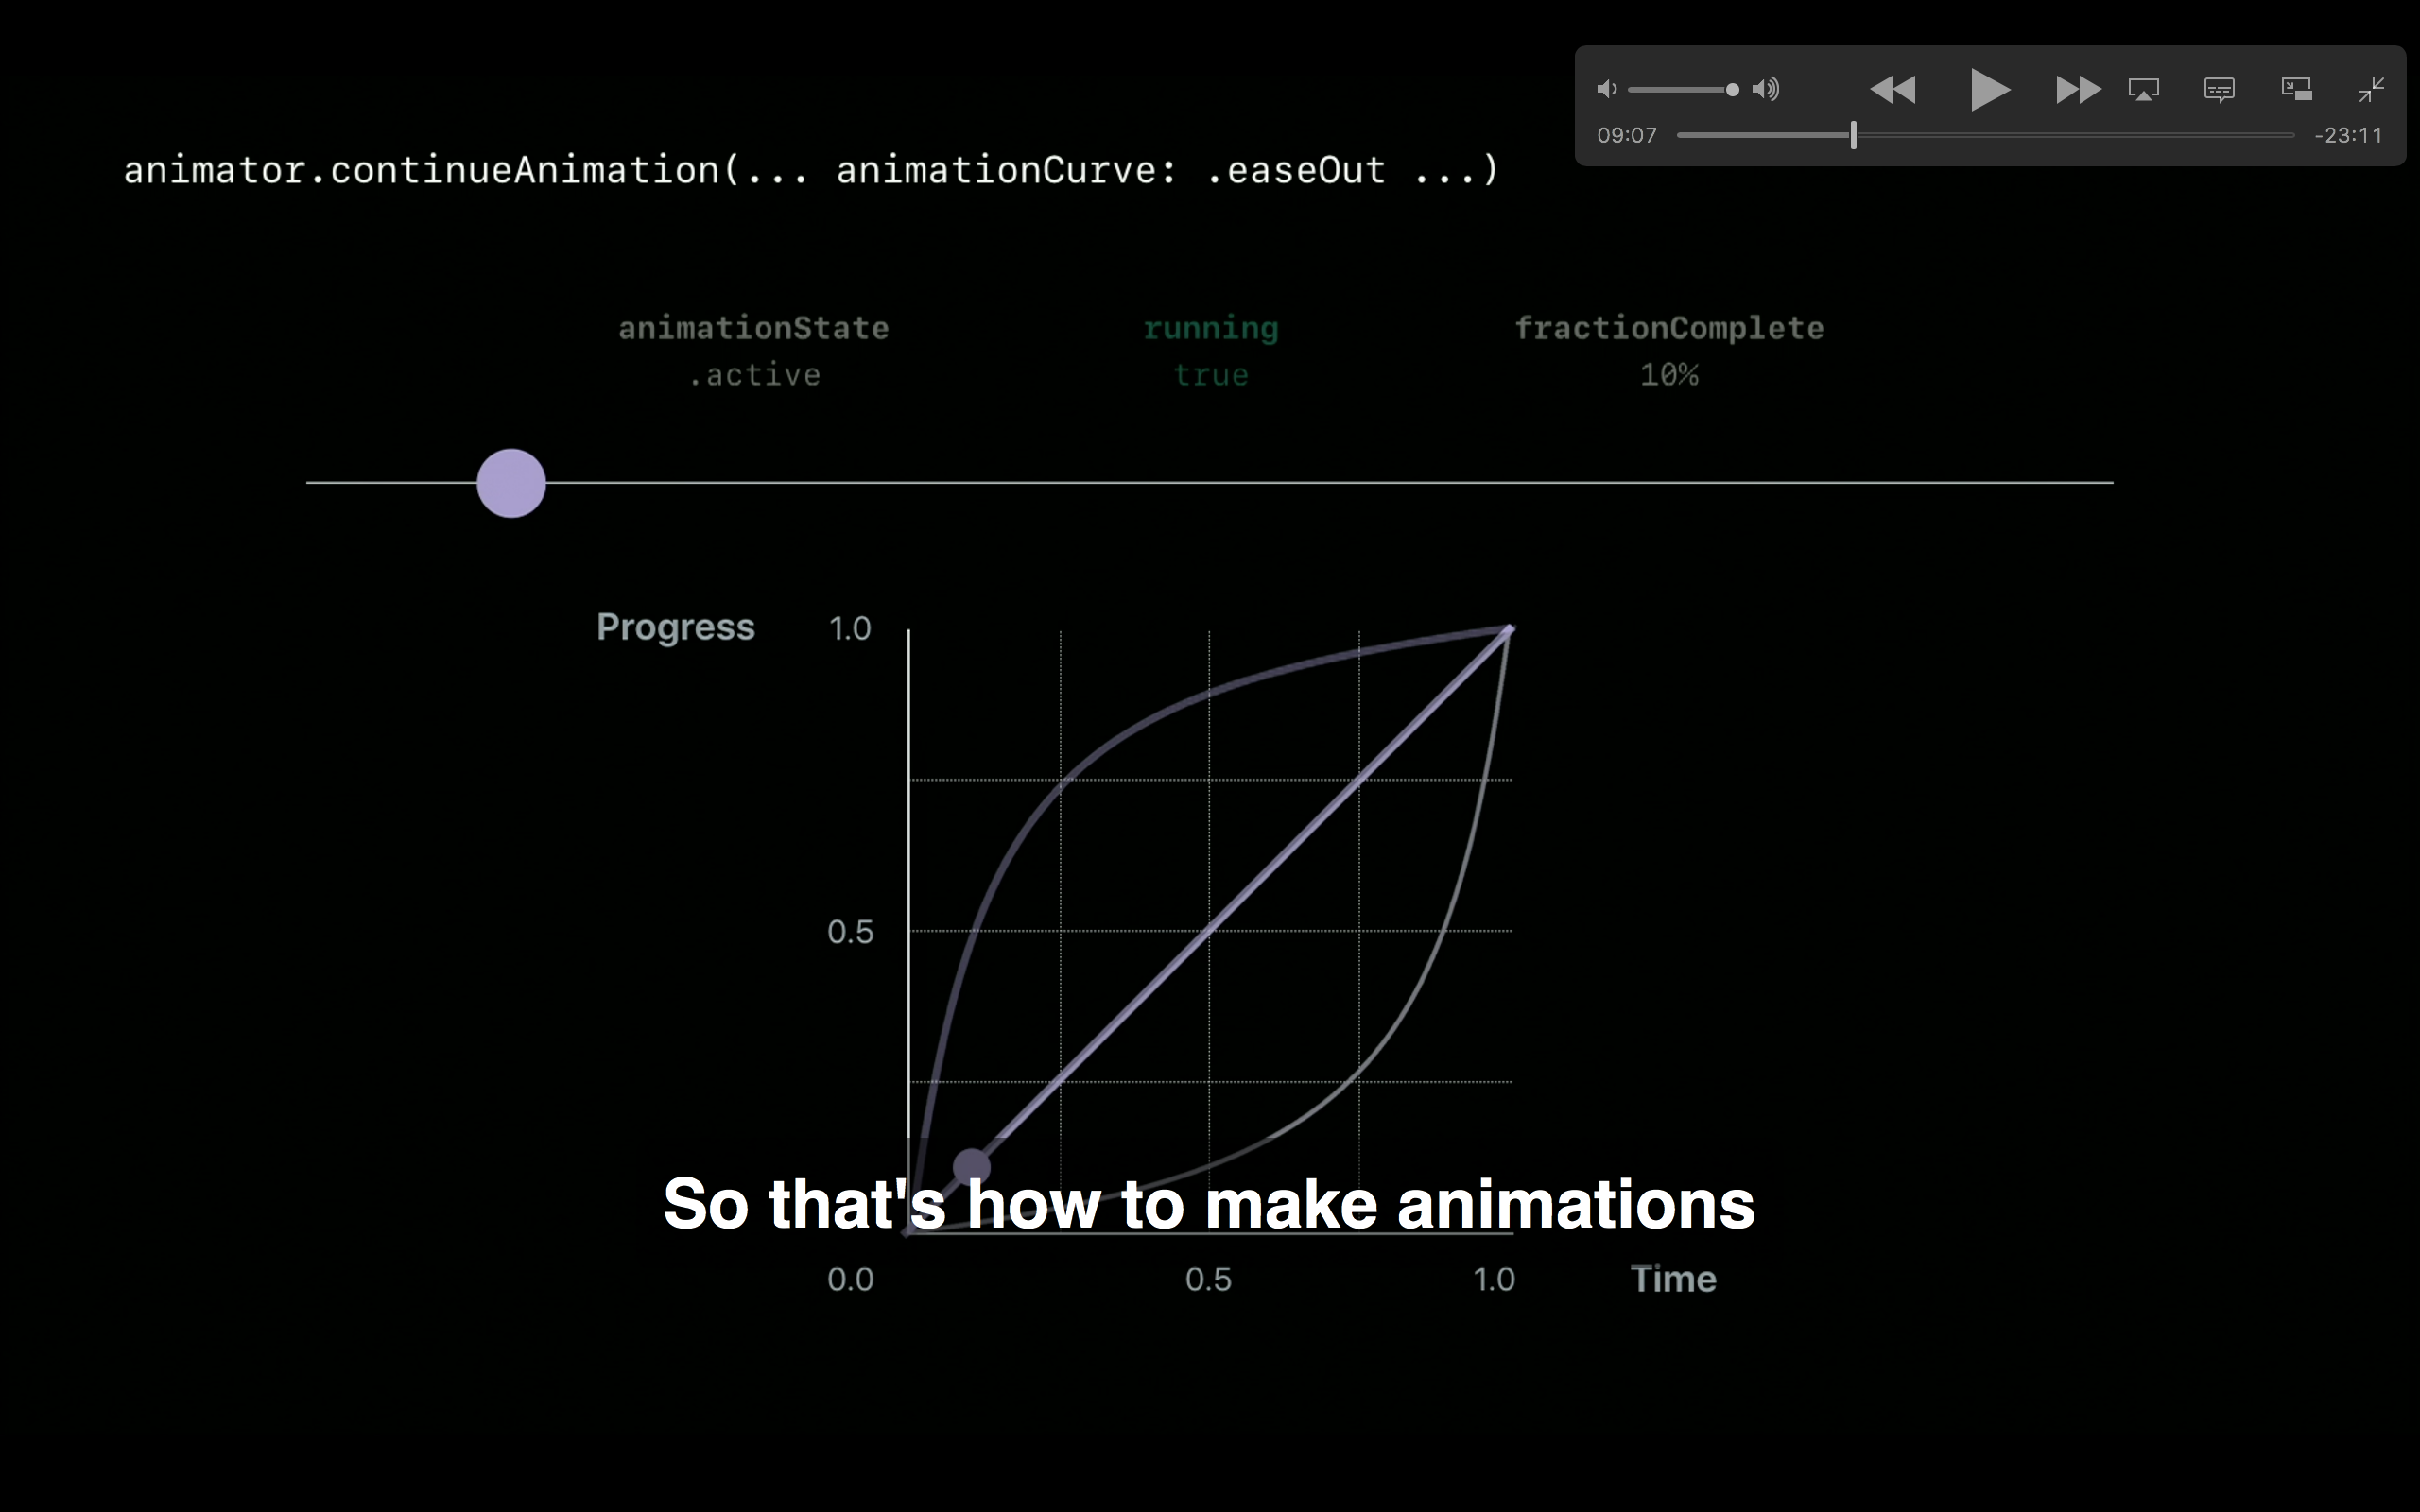 09:07
-23:11
animator.continueAnimation(... animationCurve: .easeOut ...)
animationState
.active
running
true
fractionComplete
10%
Progress
1.0
0.5
So that's how to make animations
0.0
0.5
1.0
Time